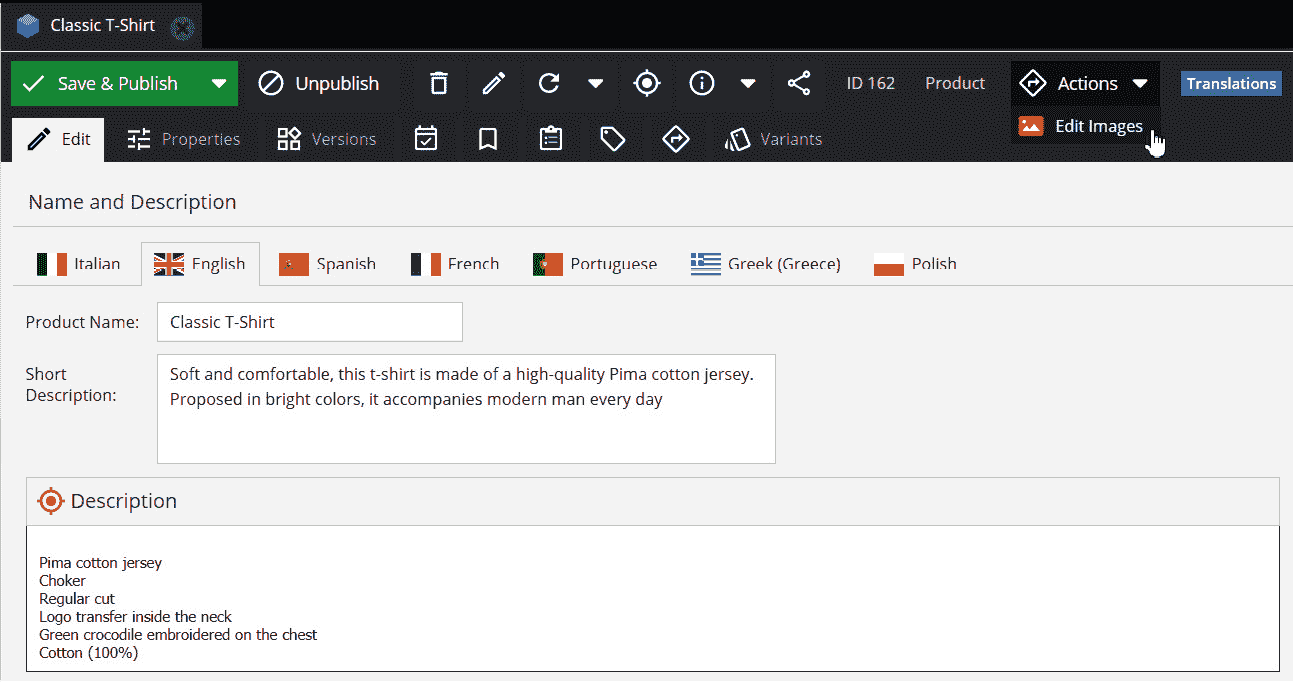 Classic T-Shirt
Save & Publish Unpublish ID 162 Product Actions Translations
Edit Images
Edit Properties Versions Variants
Name and Description
Italian English Spanish French Portuguese Greek (Greece) Polish
Product Name: Classic T-Shirt
Short Description:
Soft and comfortable, this t-shirt is made of a high-quality Pima cotton jersey.
Proposed in bright colors, it accompanies modern man every day
Description
Pima cotton jersey
Choker
Regular cut
Logo transfer inside the neck
Green crocodile embroidered on the chest
Cotton (100%)